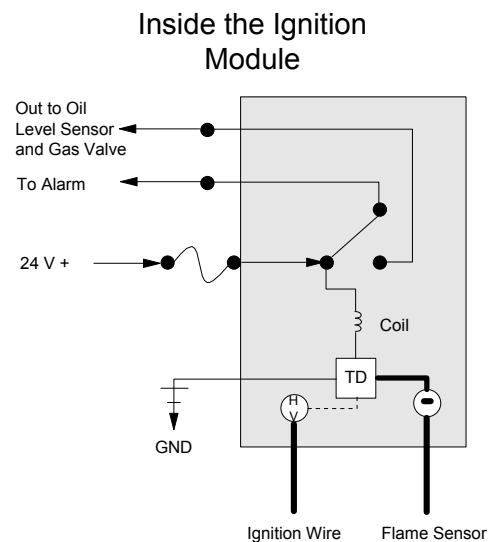 Inside the Ignition
Module
Out to Oil
Level Sensor
and Gas Valve
To Alarm
24 V +
Coil
TD
H
V
GND
Ignition Wire
Flame Sensor